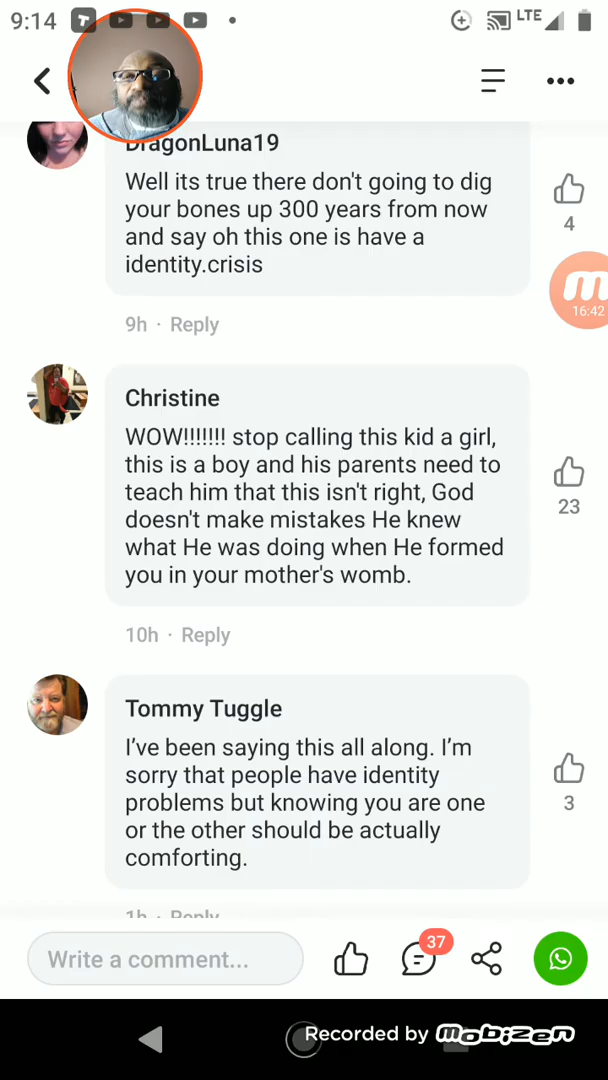 9:14
LTE
DragonLuna19
Well its true there don't going to dig
your bones up 300 years from now
and say oh this one is have a
identity.crisis
4
16:42
9h · Reply
Christine
WOW!!!!!!! stop calling this kid a girl,
this is a boy and his parents need to
teach him that this isn't right, God
doesn't make mistakes He knew
what He was doing when He formed
you in your mother's womb.
23
10h · Reply
Tommy Tuggle
I've been saying this all along. I'm
sorry that people have identity
problems but knowing you are one
or the other should be actually
comforting.
3
1h · Reply
Write a comment...
37
Recorded by mobizen